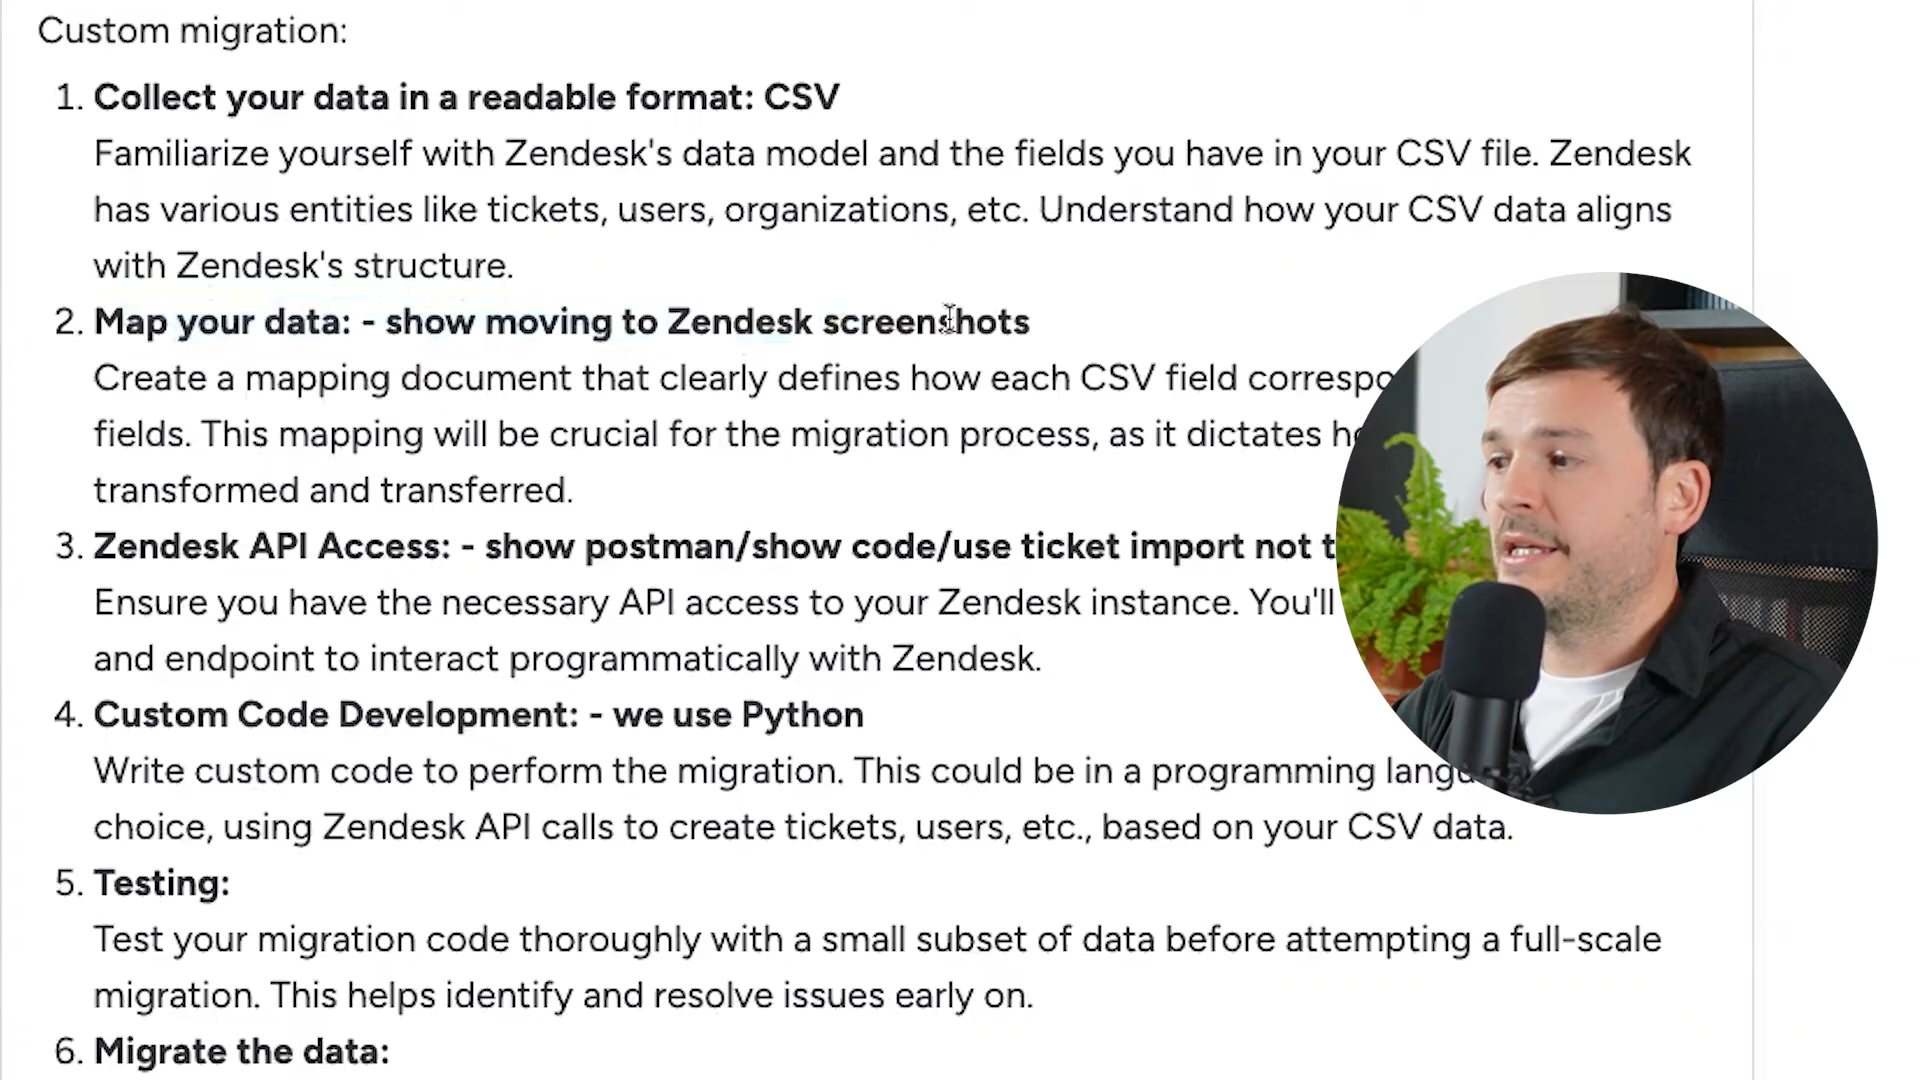 Custom migration:
1. Collect your data in a readable format: CSV
Familiarize yourself with Zendesk's data model and the fields you have in your CSV file. Zendesk
has various entities like tickets, users, organizations, etc. Understand how your CSV data aligns
with Zendesk's structure.
2. Map your data: - show moving to Zendesk screenshots
Create a mapping document that clearly defines how each CSV field
fields. This mapping will be crucial for the migration process, as it dictates
transformed and transferred.
3. Zendesk API Access: - show postman/show code/use ticket import not
Ensure you have the necessary API access to your Zendesk instance. You'll
and endpoint to interact programmatically with Zendesk.
4. Custom Code Development: - we use Python
Write custom code to perform the migration. This could be in a programming
choice, using Zendesk API calls to create tickets, users, etc., based on your CSV data.
5. Testing:
Test your migration code thoroughly with a small subset of data before attempting a full-scale
migration. This helps identify and resolve issues early on.
6. Migrate the data: